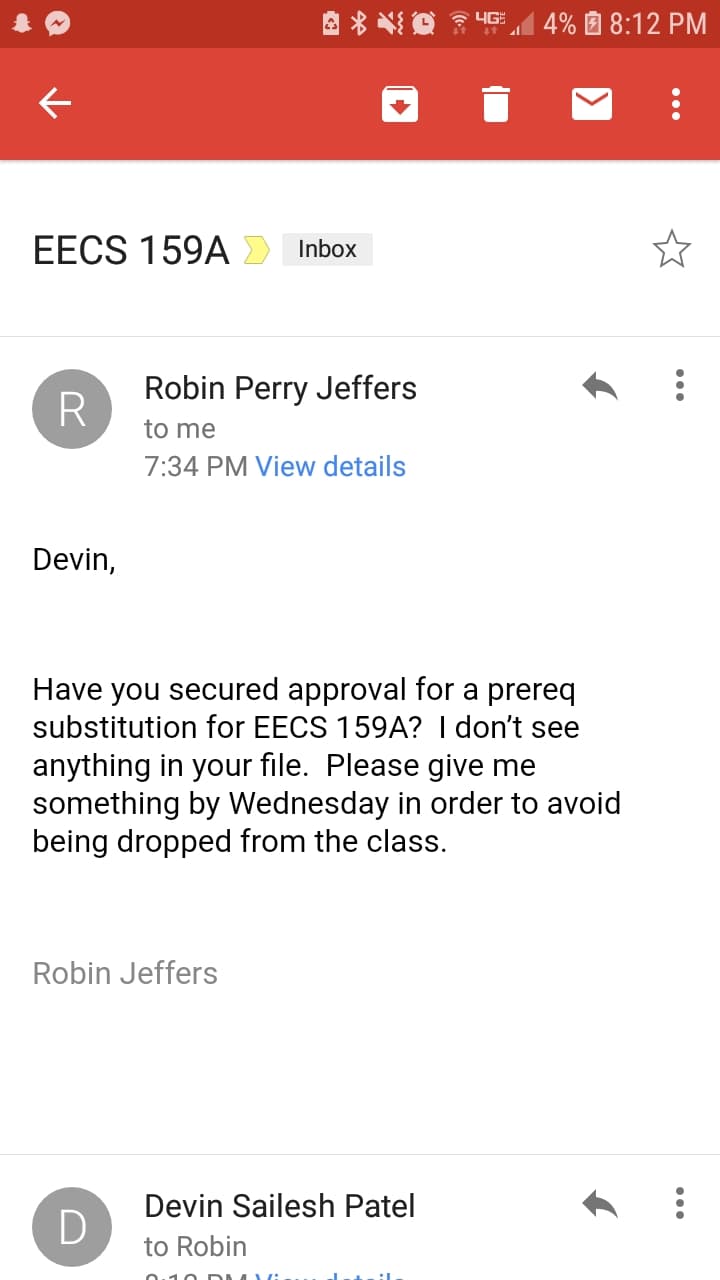 4G 4% 8:12 PM
EECS 159A Inbox
R
Robin Perry Jeffers
to me
7:34 PM View details
Devin,
Have you secured approval for a prereq
substitution for EECS 159A?  I don’t see
anything in your file.  Please give me
something by Wednesday in order to avoid
being dropped from the class.
Robin Jeffers
D
Devin Sailesh Patel
to Robin
PM View details